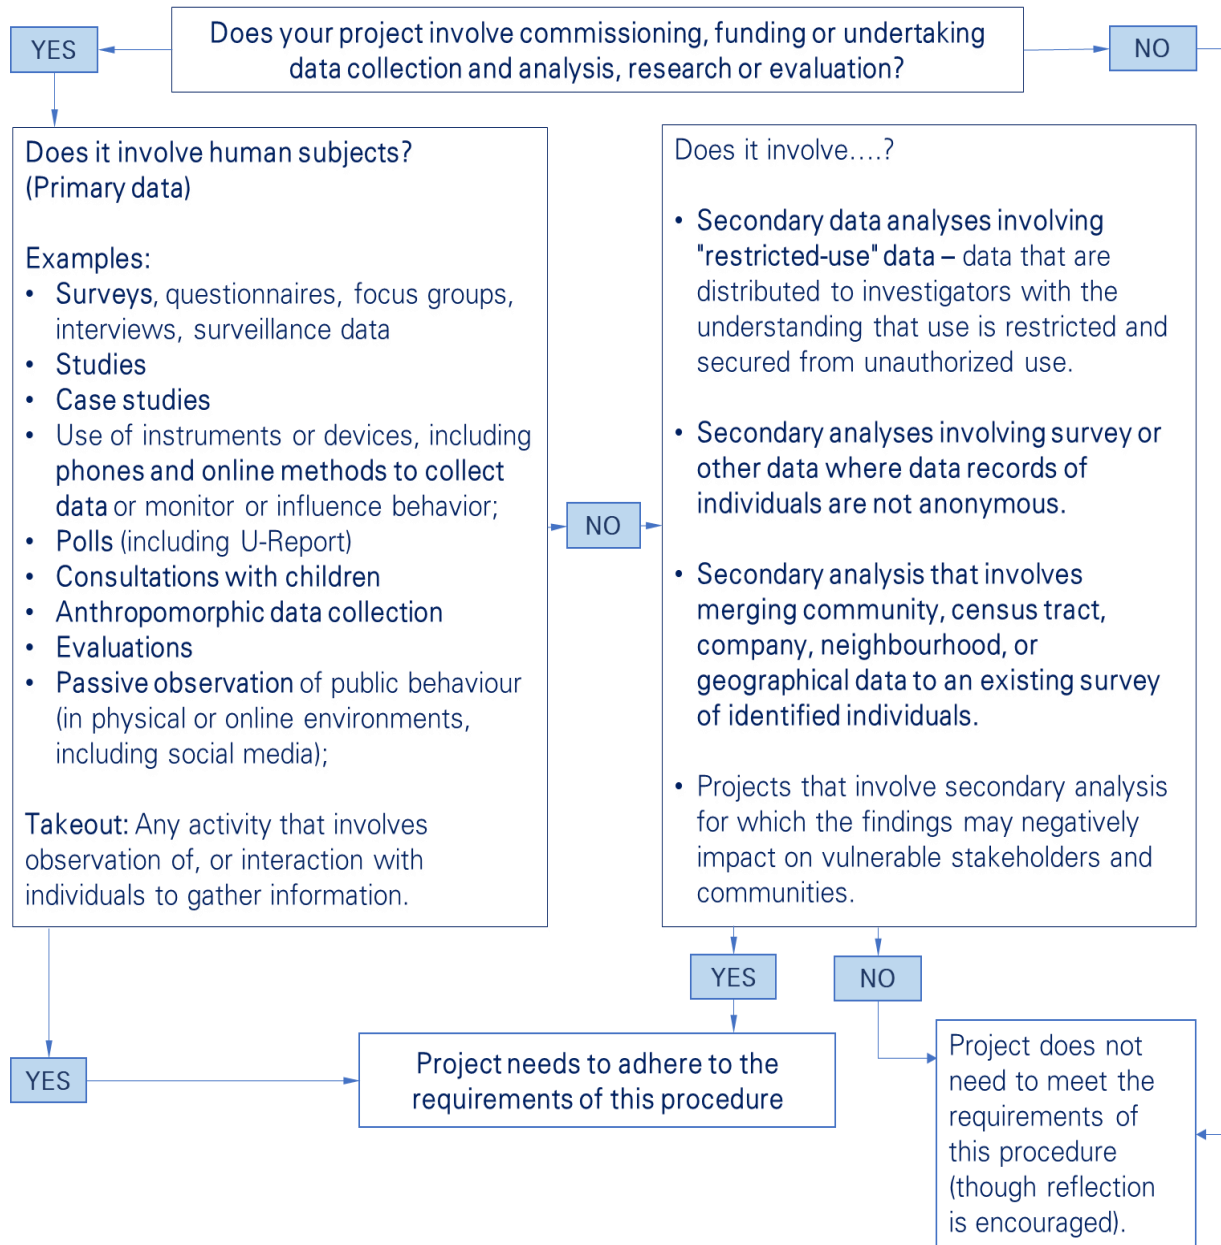 Does your project involve commissioning, funding or undertaking
data collection and analysis, research or evaluation?
YES
NO
Does it involve human subjects?
(Primary data)
Examples:
• Surveys, questionnaires, focus groups,
interviews, surveillance data
• Studies
• Case studies
• Use of instruments or devices, including
phones and online methods to collect
data or monitor or influence behavior;
• Polls (including U-Report)
• Consultations with children
• Anthropomorphic data collection
• Evaluations
• Passive observation of public behaviour
(in physical or online environments,
including social media);
Takeout: Any activity that involves
observation of, or interaction with
individuals to gather information.
NO
Does it involve....?
• Secondary data analyses involving
"restricted-use" data – data that are
distributed to investigators with the
understanding that use is restricted and
secured from unauthorized use.
• Secondary analyses involving survey or
other data where data records of
individuals are not anonymous.
• Secondary analysis that involves
merging community, census tract,
company, neighbourhood, or
geographical data to an existing survey
of identified individuals.
• Projects that involve secondary analysis
for which the findings may negatively
impact on vulnerable stakeholders and
communities.
YES
NO
YES
Project needs to adhere to the
requirements of this procedure
Project does not
need to meet the
requirements of
this procedure
(though reflection
is encouraged).